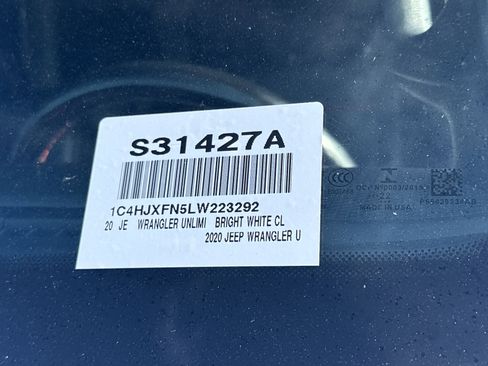 S31427A
1C4HJXFN5LW223292
20 JE WRANGLER UNLIMI BRIGHT WHITE CL
2020 JEEP WRANGLER U
MADE IN USA